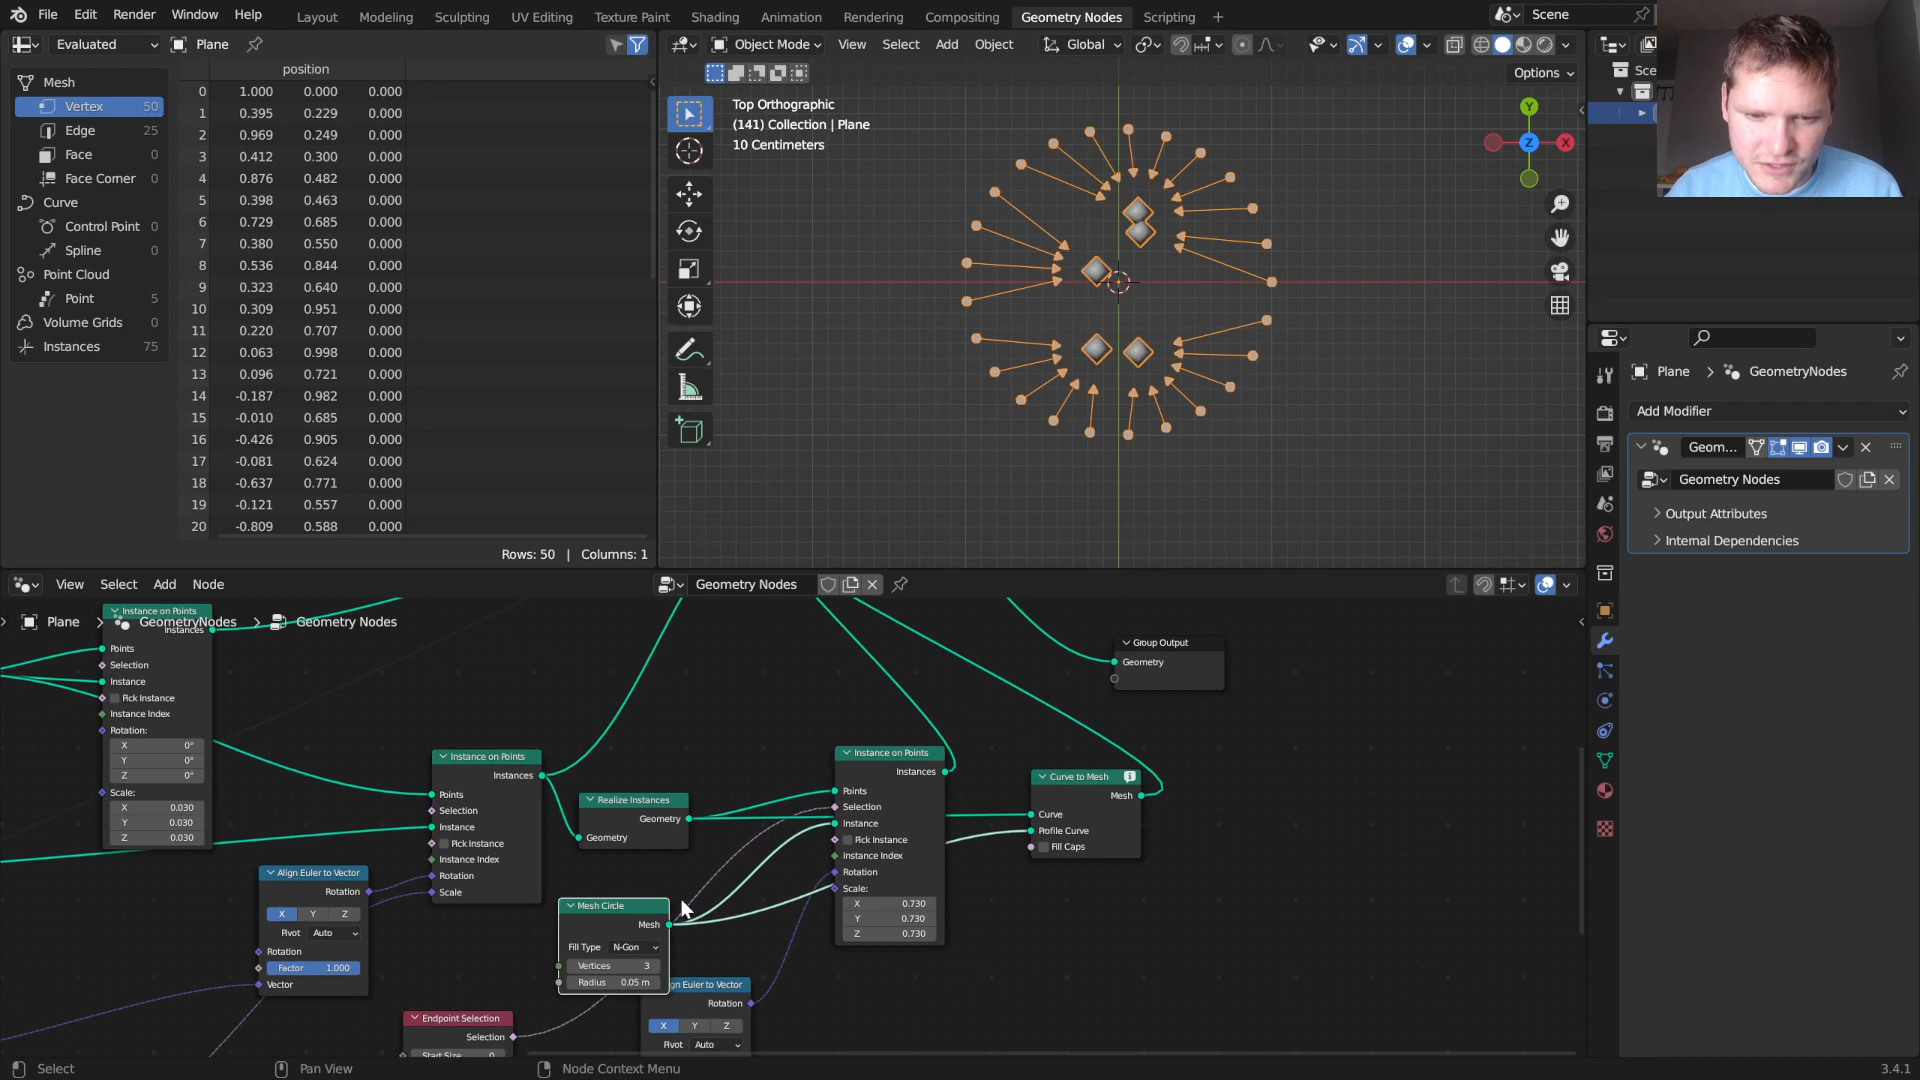 File Edit Render Window Help Layout Modeling Sculpting UV Editing Texture Paint Shading Animation Rendering Compositing Geometry Nodes Scripting + Scene
Evaluated Plane
Object Mode View Select Add Object Global
Options
Sce
position
Mesh
Vertex 50
Edge 25
Face 0
Face Corner 0
Curve
Control Point 0
Spline 0
Point Cloud
Point 5
Volume Grids 0
Instances 75
0 1.000 0.000 0.000
1 0.395 0.229 0.000
2 0.969 0.249 0.000
3 0.412 0.300 0.000
4 0.876 0.482 0.000
5 0.398 0.463 0.000
6 0.729 0.685 0.000
7 0.380 0.550 0.000
8 0.536 0.844 0.000
9 0.323 0.640 0.000
10 0.309 0.951 0.000
11 0.220 0.707 0.000
12 0.063 0.998 0.000
13 0.096 0.721 0.000
14 -0.187 0.982 0.000
15 -0.010 0.685 0.000
16 -0.426 0.905 0.000
17 -0.081 0.624 0.000
18 -0.637 0.771 0.000
19 -0.121 0.557 0.000
20 -0.809 0.588 0.000
Rows: 50 | Columns: 1
Top Orthographic
(141) Collection | Plane
10 Centimeters
Y
Z
X
Plane > GeometryNodes
Add Modifier
Geom...
Geometry Nodes
> Output Attributes
> Internal Dependencies
View Select Add Node
Geometry Nodes
Plane > GeometryNodes > Geometry Nodes
Instance on Points
Instances
Points
Selection
Instance
Pick Instance
Instance Index
Rotation:
X 0°
Y 0°
Z 0°
Scale:
X 0.030
Y 0.030
Z 0.030
Align Euler to Vector
Rotation
X Y Z
Pivot Auto
Rotation
Factor 1.000
Vector
Instance on Points
Instances
Points
Selection
Instance
Pick Instance
Instance Index
Rotation
Scale
Endpoint Selection
Selection
Start Size 0
Realize Instances
Geometry
Geometry
Mesh Circle
Mesh
Fill Type N-Gon
Vertices 3
Radius 0.05 m
gn Euler to Vector
Rotation
X Y Z
Pivot Auto
Instance on Points
Instances
Points
Selection
Instance
Pick Instance
Instance Index
Rotation
Scale:
X 0.730
Y 0.730
Z 0.730
Curve to Mesh
Mesh
Curve
Profile Curve
Fill Caps
Group Output
Geometry
Select Pan View Node Context Menu 3.4.1